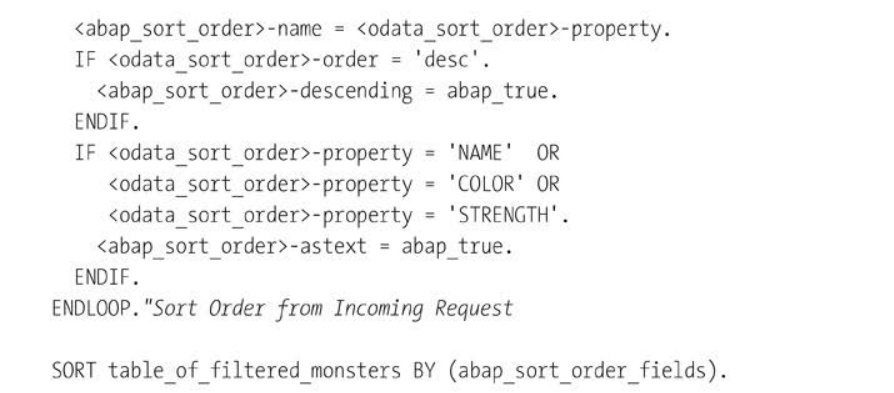 <abap_sort_order>-name = <odata_sort_order>-property.
IF <odata_sort_order>-order = 'desc'.
<abap_sort_order>-descending = abap_true.
ENDIF.
IF <odata_sort_order>-property = 'NAME' OR
<odata_sort_order>-property = 'COLOR' OR
<odata_sort_order>-property = 'STRENGTH'.
<abap_sort_order>-astext = abap_true.
ENDIF.
ENDLOOP."Sort Order from Incoming Request
SORT table_of_filtered_monsters BY (abap_sort_order_fields).